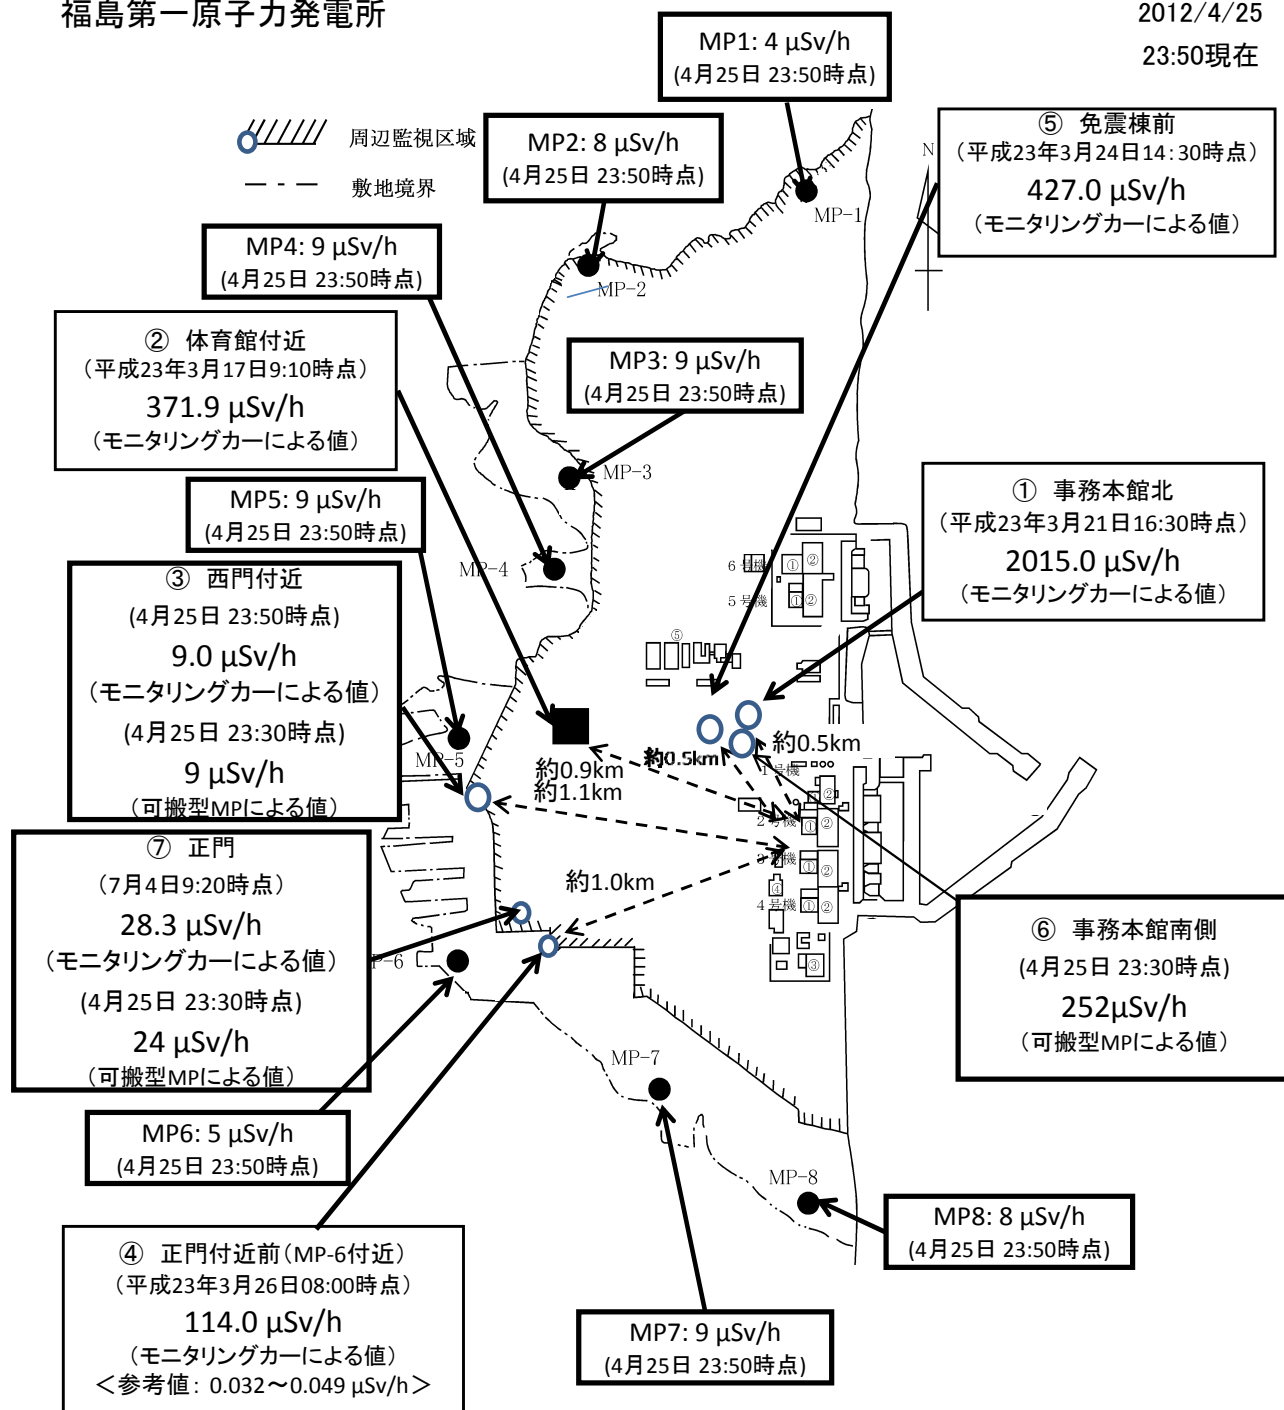 福島第一原子力発電所
2012/4/25
23:50現在
周辺監視区域
敷地境界
N
MP1: 4 μSv/h
(4月25日 23:50時点)
MP-1
MP2: 8 μSv/h
(4月25日 23:50時点)
MP-2
⑤ 免震棟前
(平成23年3月24日14:30時点)
427.0 μSv/h
(モニタリングカーによる値)
MP4: 9 μSv/h
(4月25日 23:50時点)
MP-4
② 体育館付近
(平成23年3月17日9:10時点)
371.9 μSv/h
(モニタリングカーによる値)
MP3: 9 μSv/h
(4月25日 23:50時点)
MP-3
MP5: 9 μSv/h
(4月25日 23:50時点)
MP-5
① 事務本館北
(平成23年3月21日16:30時点)
2015.0 μSv/h
(モニタリングカーによる値)
③ 西門付近
(4月25日 23:50時点)
9.0 μSv/h
(モニタリングカーによる値)
(4月25日 23:30時点)
9 μSv/h
(可搬型MPによる値)
6号機
①
②
5号機
①
②
⑤
約0.5km
約0.5km
約0.9km
約1.1km
約1.0km
1号機
①
②
2号機
①
②
3号機
①
②
④
4号機
①
②
③
⑦ 正門
(7月4日9:20時点)
28.3 μSv/h
(モニタリングカーによる値)
(4月25日 23:30時点)
24 μSv/h
(可搬型MPによる値)
P-6
⑥ 事務本館南側
(4月25日 23:30時点)
252μSv/h
(可搬型MPによる値)
MP6: 5 μSv/h
(4月25日 23:50時点)
MP-7
MP-8
MP8: 8 μSv/h
(4月25日 23:50時点)
④ 正門付近前(MP-6付近)
(平成23年3月26日08:00時点)
114.0 μSv/h
(モニタリングカーによる値)
<参考値: 0.032～0.049 μSv/h>
MP7: 9 μSv/h
(4月25日 23:50時点)